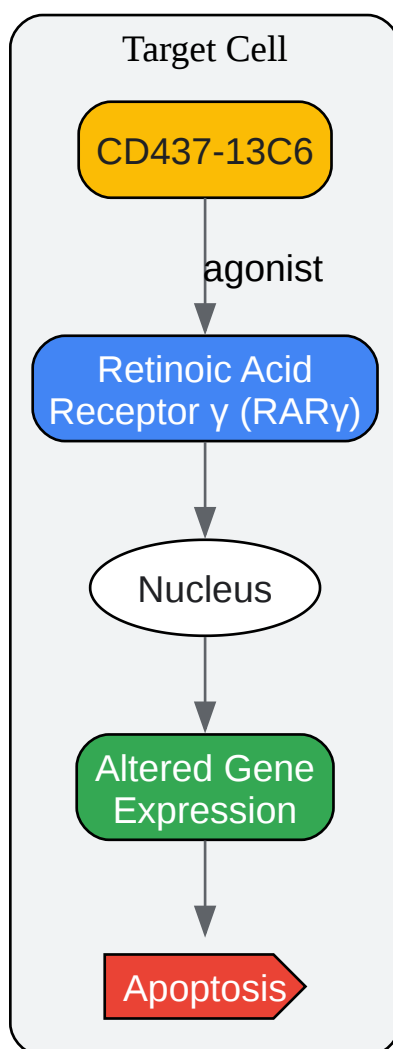 Target Cell
CD437-13C6
agonist
Retinoic Acid
Receptor γ (RARγ)
Nucleus
Altered Gene
Expression
Apoptosis